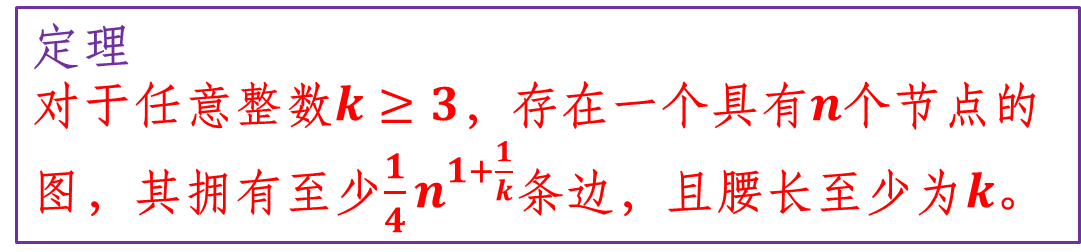 定理
对于任意整数k ≥ 3，存在一个具有n个节点的
图，其拥有至少\frac{1}{4}n^{1+\frac{1}{k}}条边，且腰长至少为k。